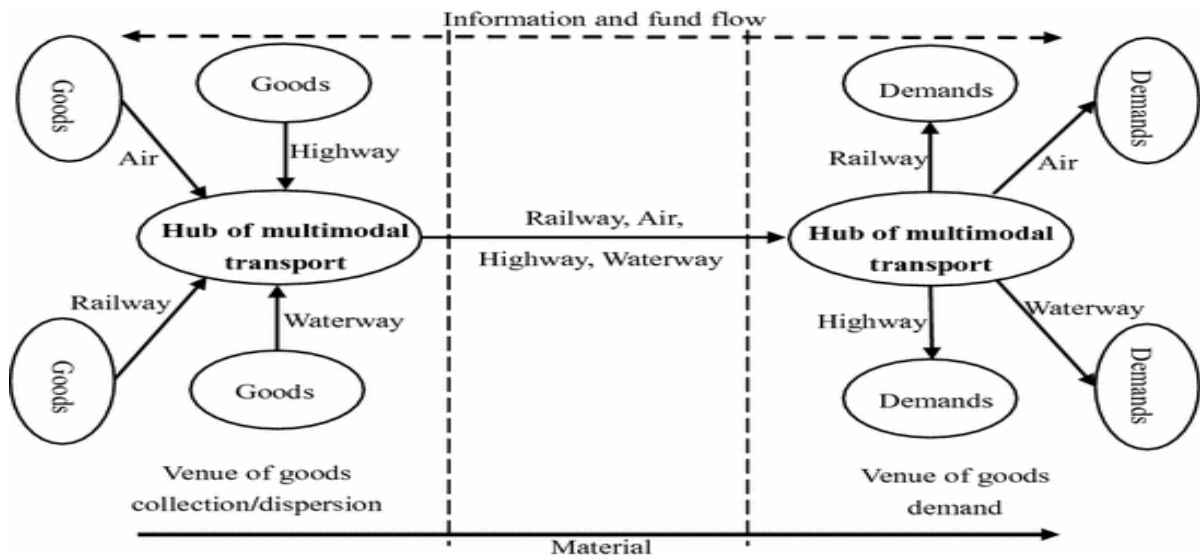 Information and fund flow
Goods
Goods
Demands
Demands
Air
Highway
Railway
Air
Hub of multimodal
transport
Railway, Air,
Highway, Waterway
Hub of multimodal
transport
Railway
Waterway
Highway
Waterway
Goods
Goods
Demands
Demands
Venue of goods
collection/dispersion
Venue of goods
demand
Material